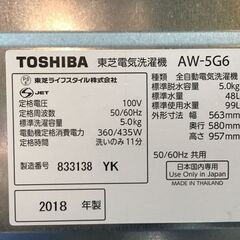 TOSHIBA 東芝電気洗濯機 AW-5G6
東芝ライフスタイル株式会社
S JET
種類 全自動電気洗濯機
標準脱水容量 5.0kg
標準水量 48L
標準使用水量 99L
外形寸法 幅 563mm
奥行 580mm
高さ 957mm
定格電圧 100V
定格周波数 50/60Hz
定格洗濯容量 5.0kg
電動機定格消費電力 360/435W
定格時間 洗いのみ 11分
製造番号 833138 YK
50/60Hz 共用
2018 年製
日本国内専用
Use Only in Japan
MADE IN THAILAND